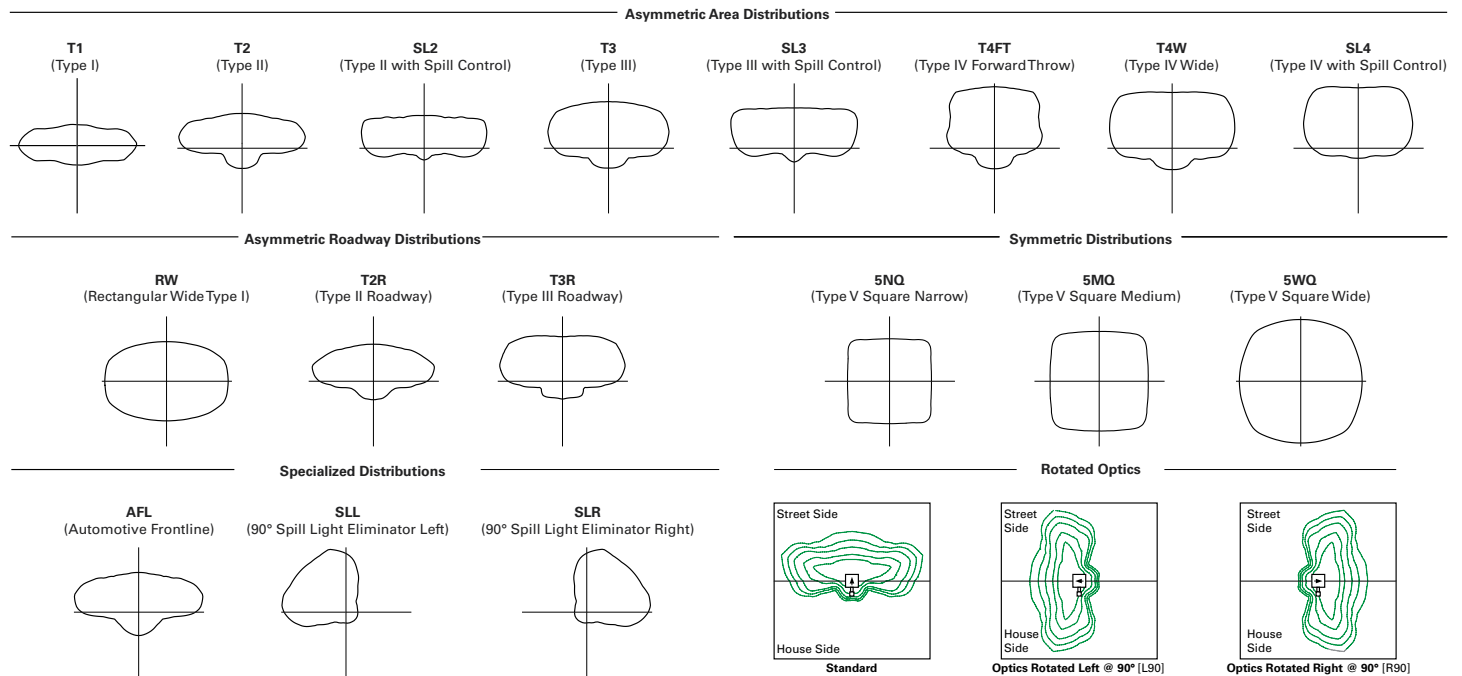 Asymmetric Area Distributions
T1
(Type I)
T2
(Type II)
SL2
(Type II with Spill Control)
T3
(Type III)
SL3
(Type III with Spill Control)
T4FT
(Type IV Forward Throw)
T4W
(Type IV Wide)
SL4
(Type IV with Spill Control)
Asymmetric Roadway Distributions
Symmetric Distributions
RW
(Rectangular Wide Type I)
T2R
(Type II Roadway)
T3R
(Type III Roadway)
5NQ
(Type V Square Narrow)
5MQ
(Type V Square Medium)
5WQ
(Type V Square Wide)
Specialized Distributions
Rotated Optics
AFL
(Automotive Frontline)
SLL
(90° Spill Light Eliminator Left)
SLR
(90° Spill Light Eliminator Right)
Street Side
House Side
Standard
Street
Side
House
Side
Optics Rotated Left @ 90° [L90]
Street
Side
House
Side
Optics Rotated Right @ 90° [R90]